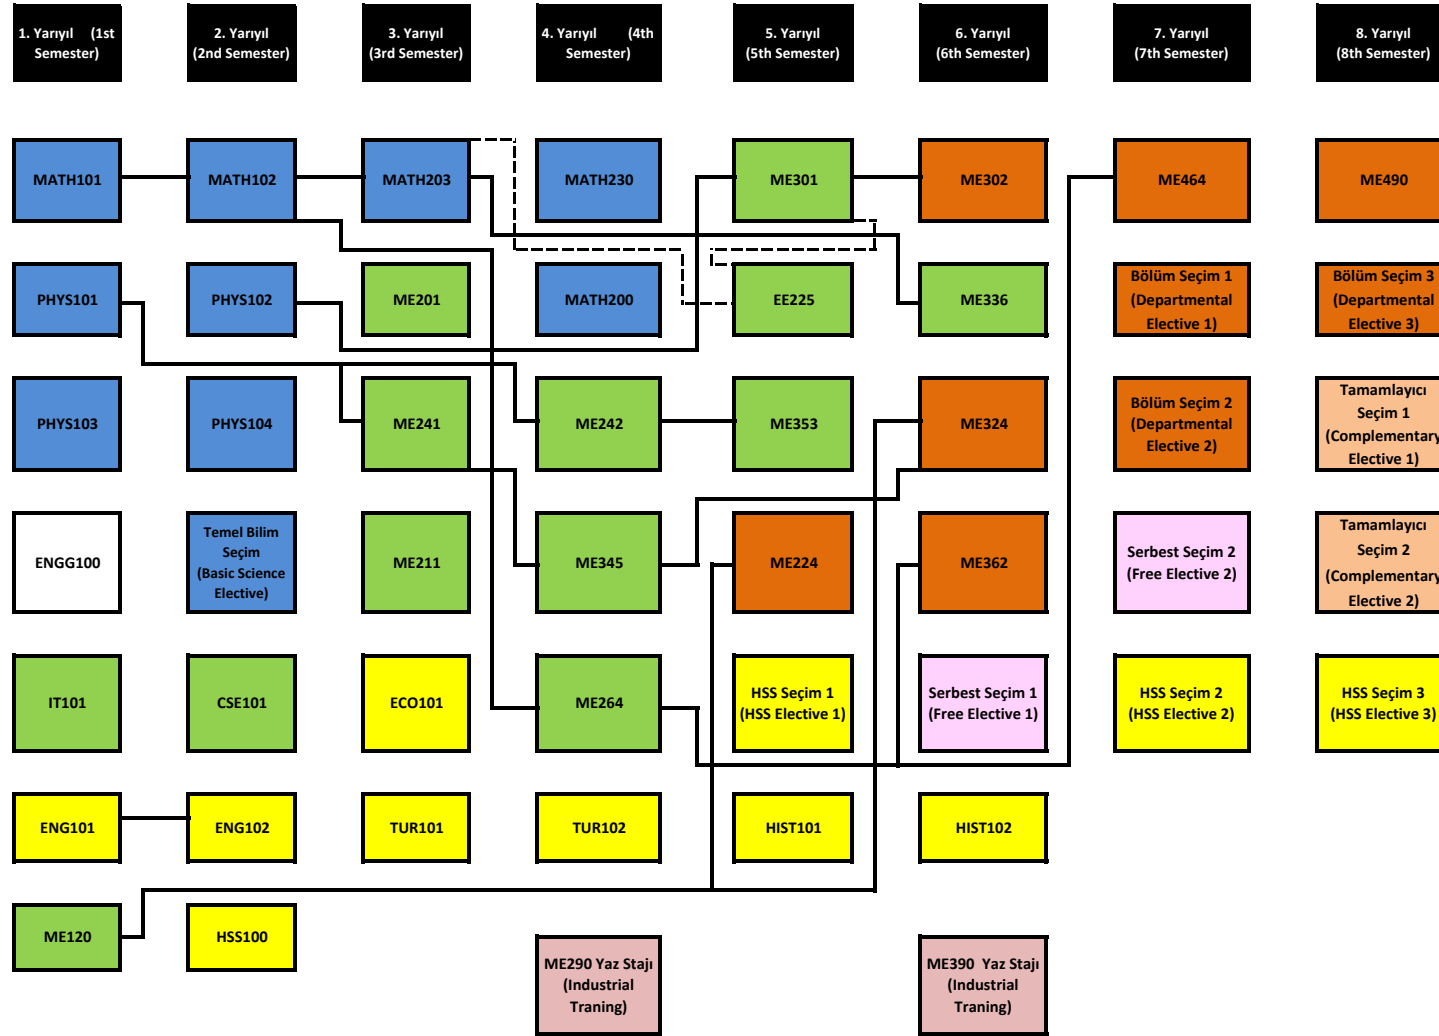 1. Yarıyıl (1st
Semester)
2. Yarıyıl
(2nd Semester)
3. Yarıyıl
(3rd Semester)
4. Yarıyıl (4th
Semester)
5. Yarıyıl
(5th Semester)
6. Yarıyıl
(6th Semester)
7. Yarıyıl
(7th Semester)
8. Yarıyıl
(8th Semester)
MATH101
MATH102
MATH203
MATH230
ME301
ME302
ME464
ME490
PHYS101
PHYS102
ME201
MATH200
EE225
ME336
Bölüm Seçim 1
(Departmental
Elective 1)
Bölüm Seçim 3
(Departmental
Elective 3)
PHYS103
PHYS104
ME241
ME242
ME353
ME324
Bölüm Seçim 2
(Departmental
Elective 2)
Tamamlayıcı
Seçim 1
(Complementary
Elective 1)
ENGG100
Temel Bilim
Seçim
(Basic Science
Elective)
ME211
ME345
ME224
ME362
Serbest Seçim 2
(Free Elective 2)
Tamamlayıcı
Seçim 2
(Complementary
Elective 2)
IT101
CSE101
ECO101
ME264
HSS Seçim 1
(HSS Elective 1)
Serbest Seçim 1
(Free Elective 1)
HSS Seçim 2
(HSS Elective 2)
HSS Seçim 3
(HSS Elective 3)
ENG101
ENG102
TUR101
TUR102
HIST101
HIST102
ME120
HSS100
ME290 Yaz Stajı
(Industrial
Traning)
ME390 Yaz Stajı
(Industrial
Traning)